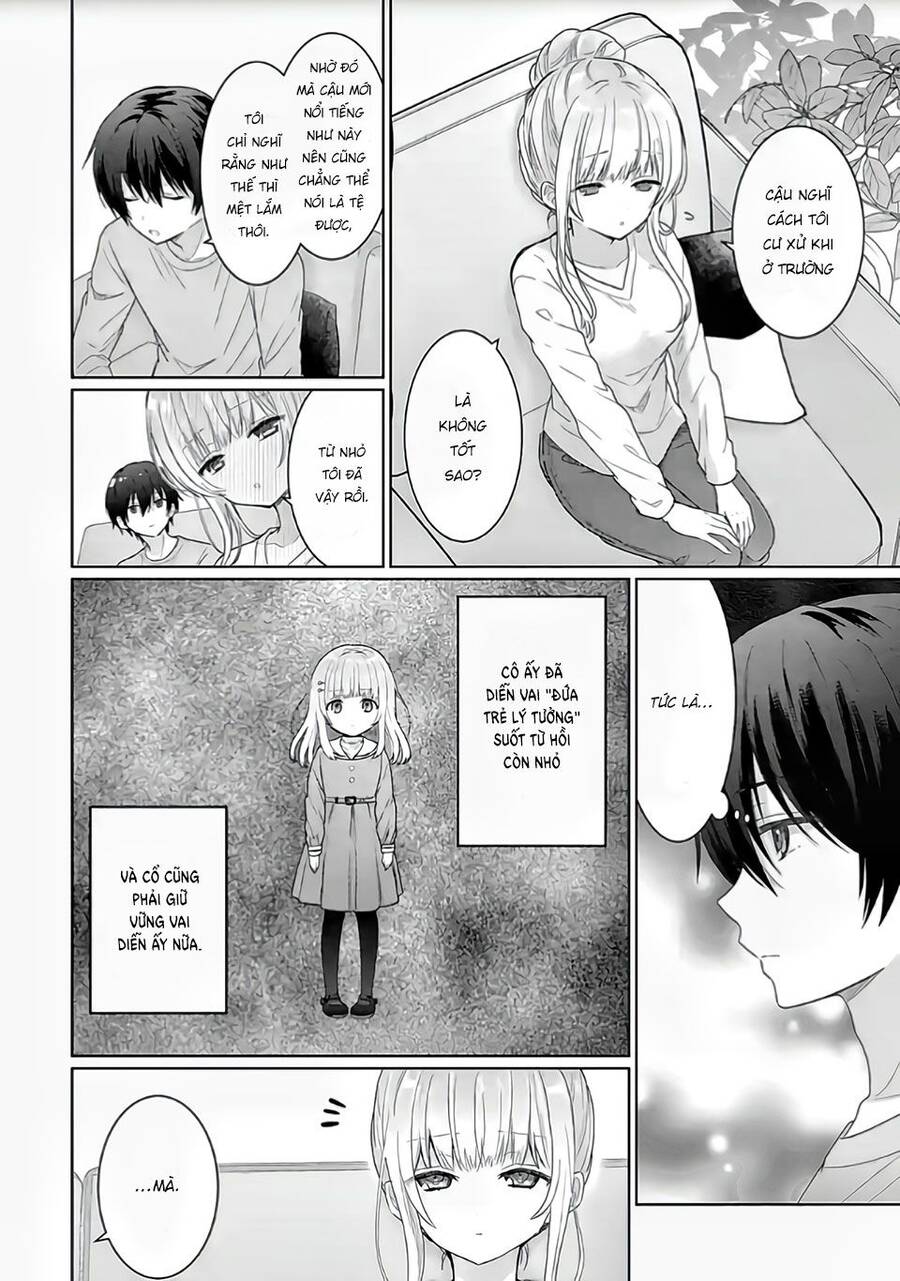 CẬU NGHĨ
CÁCH TÔI
CƯ XỬ KHI
Ở TRƯỜNG
LÀ
KHÔNG
TỐT
SAO?
NHỜ ĐÓ
MÀ CẬU MỚI
NỔI TIẾNG
NHƯ NÀY
NÊN CŨNG
CHẲNG THỂ
NÓI LÀ TỆ
ĐƯỢC,
TÔI
CHỈ NGHĨ
RẰNG NHƯ
THẾ THÌ
MỆT LẮM
THÔI.
TỪ NHỎ
TÔI ĐÃ
VẬY RỒI.
TỨC LÀ...
CÔ ẤY ĐÃ
DIỄN VAI "ĐỨA
TRẺ LÝ TƯỞNG"
SUỐT TỪ HỒI
CÒN NHỎ
VÀ CỔ CŨNG
PHẢI GIỮ
VỮNG VAI
DIỄN ẤY NỮA.
...MÀ.